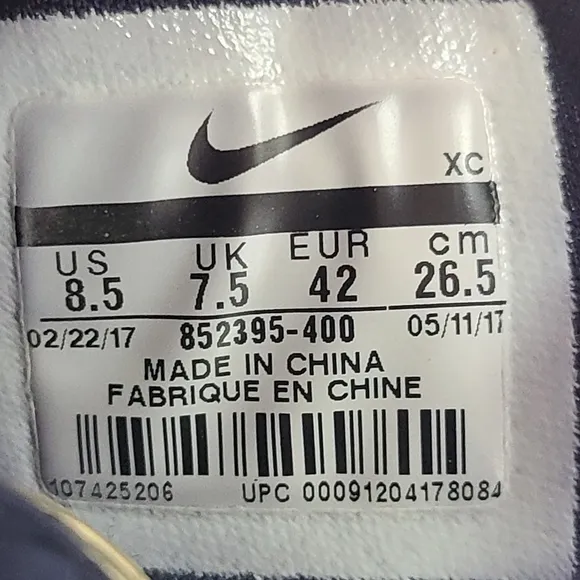 XC
US UK EUR cm
8.5 7.5 42 26.5
02/22/17 852395-400 05/11/17
MADE IN CHINA
FABRIQUE EN CHINE
107425206 UPC 00091204178084